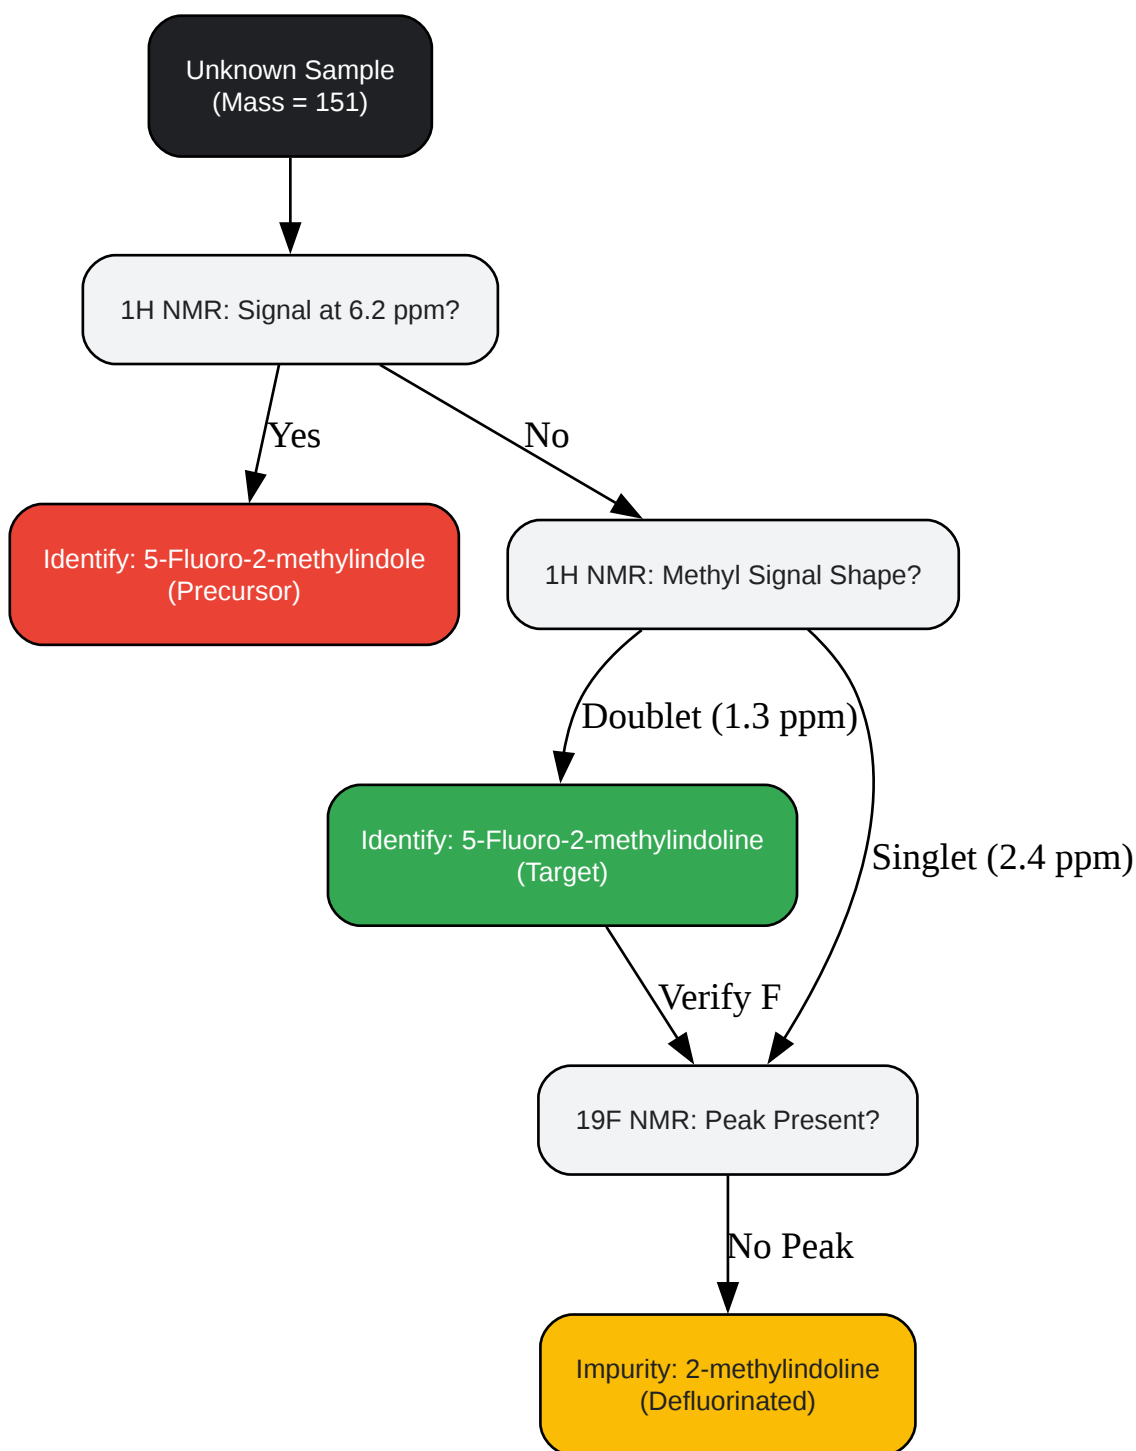 Unknown Sample
(Mass = 151)
1H NMR: Signal at 6.2 ppm?
Yes
No
Identify: 5-Fluoro-2-methylindole
(Precursor)
1H NMR: Methyl Signal Shape?
Doublet (1.3 ppm)
Identify: 5-Fluoro-2-methylindoline
(Target)
Singlet (2.4 ppm)
Verify F
19F NMR: Peak Present?
No Peak
Impurity: 2-methylindoline
(Defluorinated)